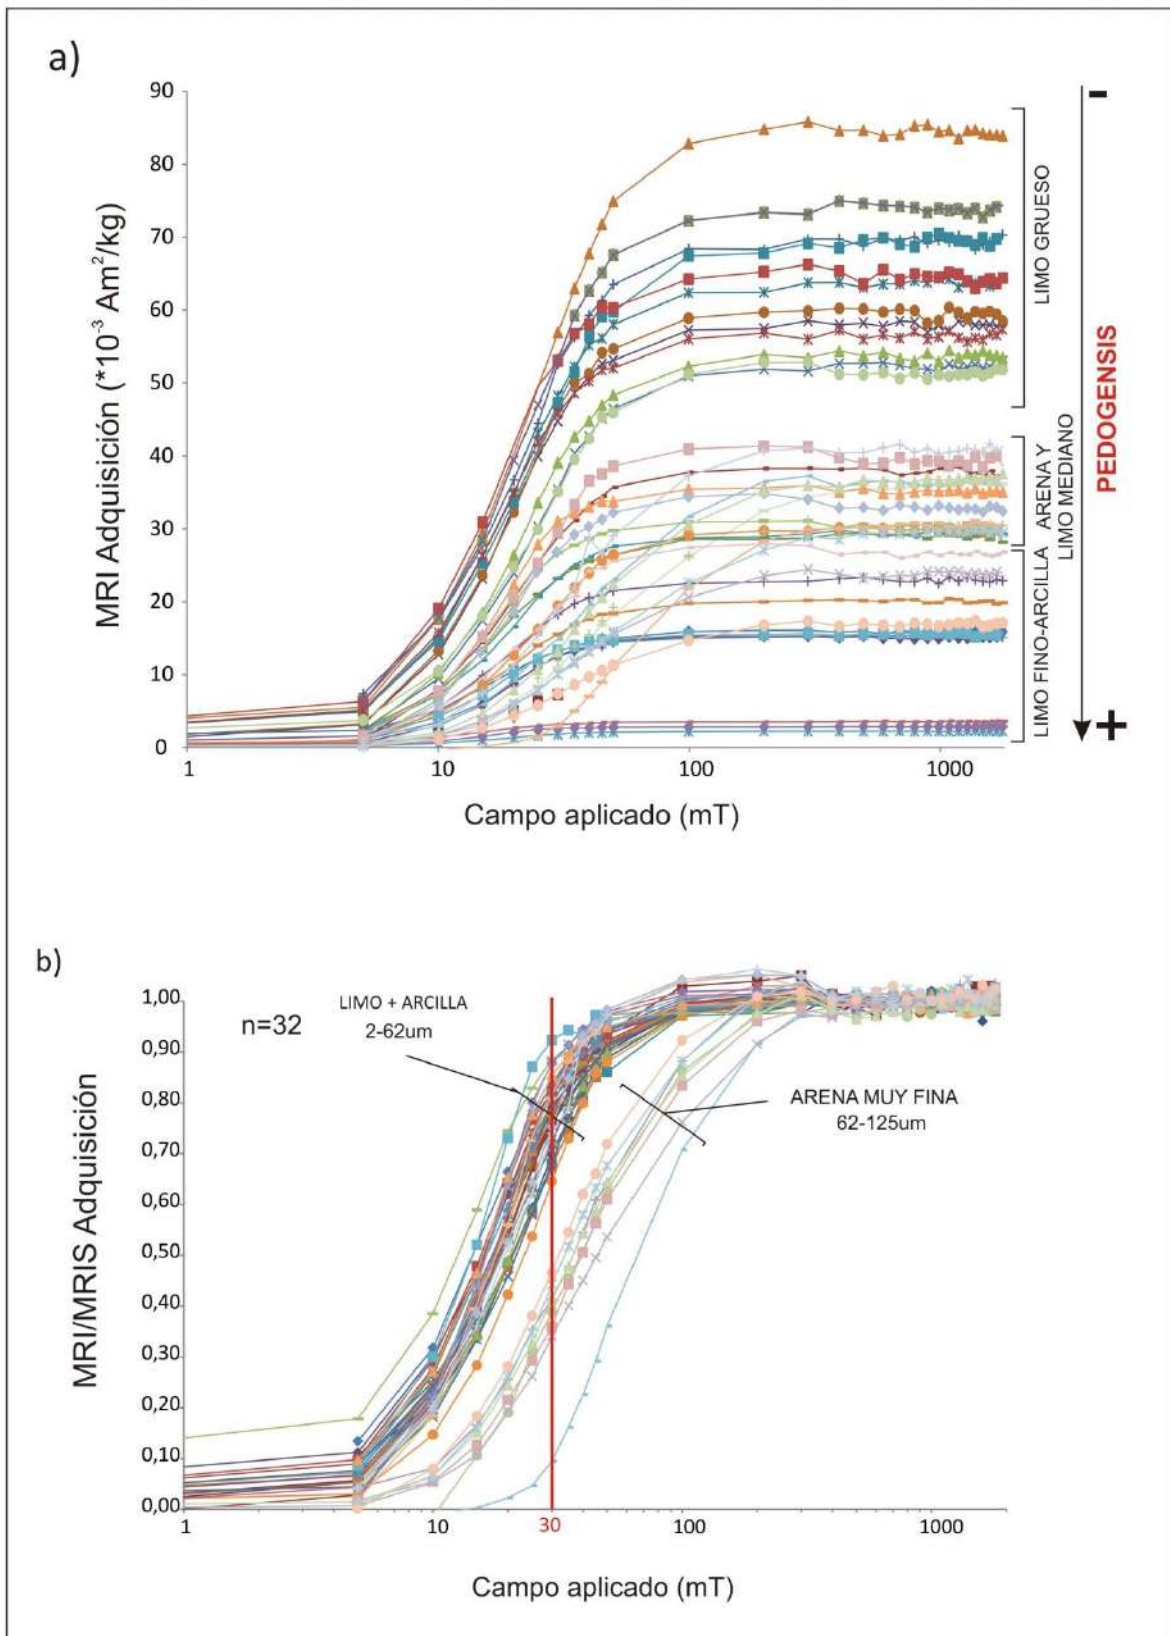 a)
MRI Adquisición (*10⁻³ Am²/kg)
90
80
70
60
50
40
30
20
10
0
1
10
100
1000
Campo aplicado (mT)
LIMO GRUESO
ARENA Y
LIMO MEDIANO
LIMO FINO-ARCILLA
-
PEDOGENSIS
+
b)
MRI/MRIS Adquisición
1,00
0,90
0,80
0,70
0,60
0,50
0,40
0,30
0,20
0,10
0,00
n=32
LIMO + ARCILLA
2-62um
ARENA MUY FINA
62-125um
1
10
30
100
1000
Campo aplicado (mT)